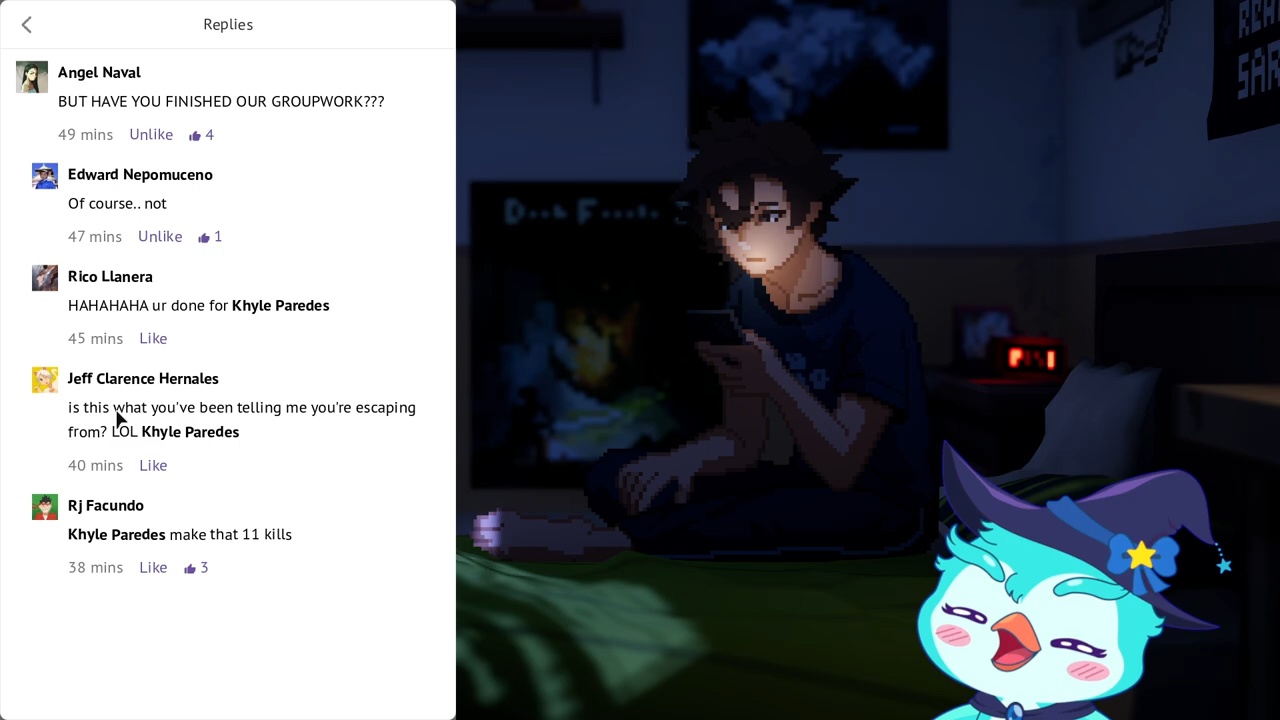 Replies
Angel Naval
BUT HAVE YOU FINISHED OUR GROUPWORK???
49 mins Unlike 4
Edward Nepomuceno
Of course.. not
47 mins Unlike 1
Rico Llanera
HAHAHAHA ur done for Khyle Paredes
45 mins Like
Jeff Clarence Hernales
is this what you've been telling me you're escaping
from? LOL Khyle Paredes
40 mins Like
Rj Facundo
Khyle Paredes make that 11 kills
38 mins Like 3